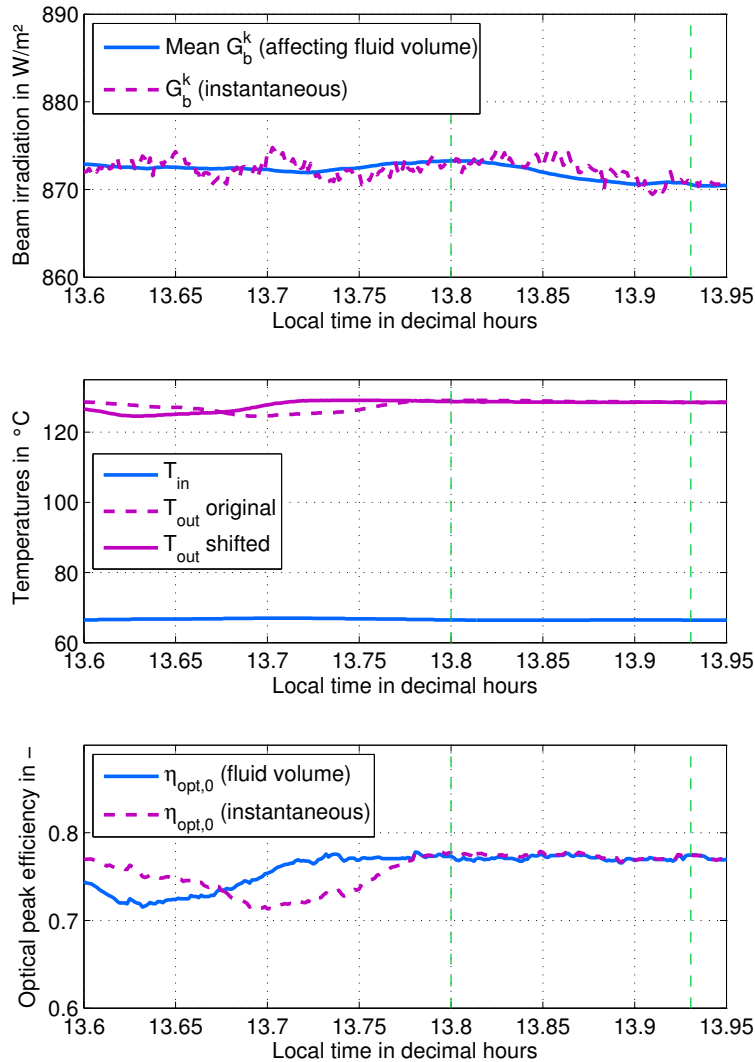 890
880
870
860
Beam irradiation in W/m²
Mean G_b^k (affecting fluid volume)
G_b^k (instantaneous)
13.6 13.65 13.7 13.75 13.8 13.85 13.9 13.95
Local time in decimal hours
120
100
80
60
Temperatures in °C
T_in
T_out original
T_out shifted
13.6 13.65 13.7 13.75 13.8 13.85 13.9 13.95
Local time in decimal hours
0.8
0.7
0.6
Optical peak efficiency in –
η_opt,0 (fluid volume)
η_opt,0 (instantaneous)
13.6 13.65 13.7 13.75 13.8 13.85 13.9 13.95
Local time in decimal hours